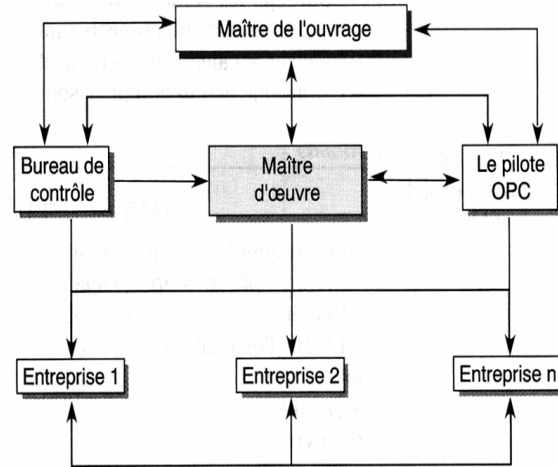 Maître de l'ouvrage
Bureau de
contrôle
Maître
d'œuvre
Le pilote
OPC
Entreprise 1
Entreprise 2
Entreprise n